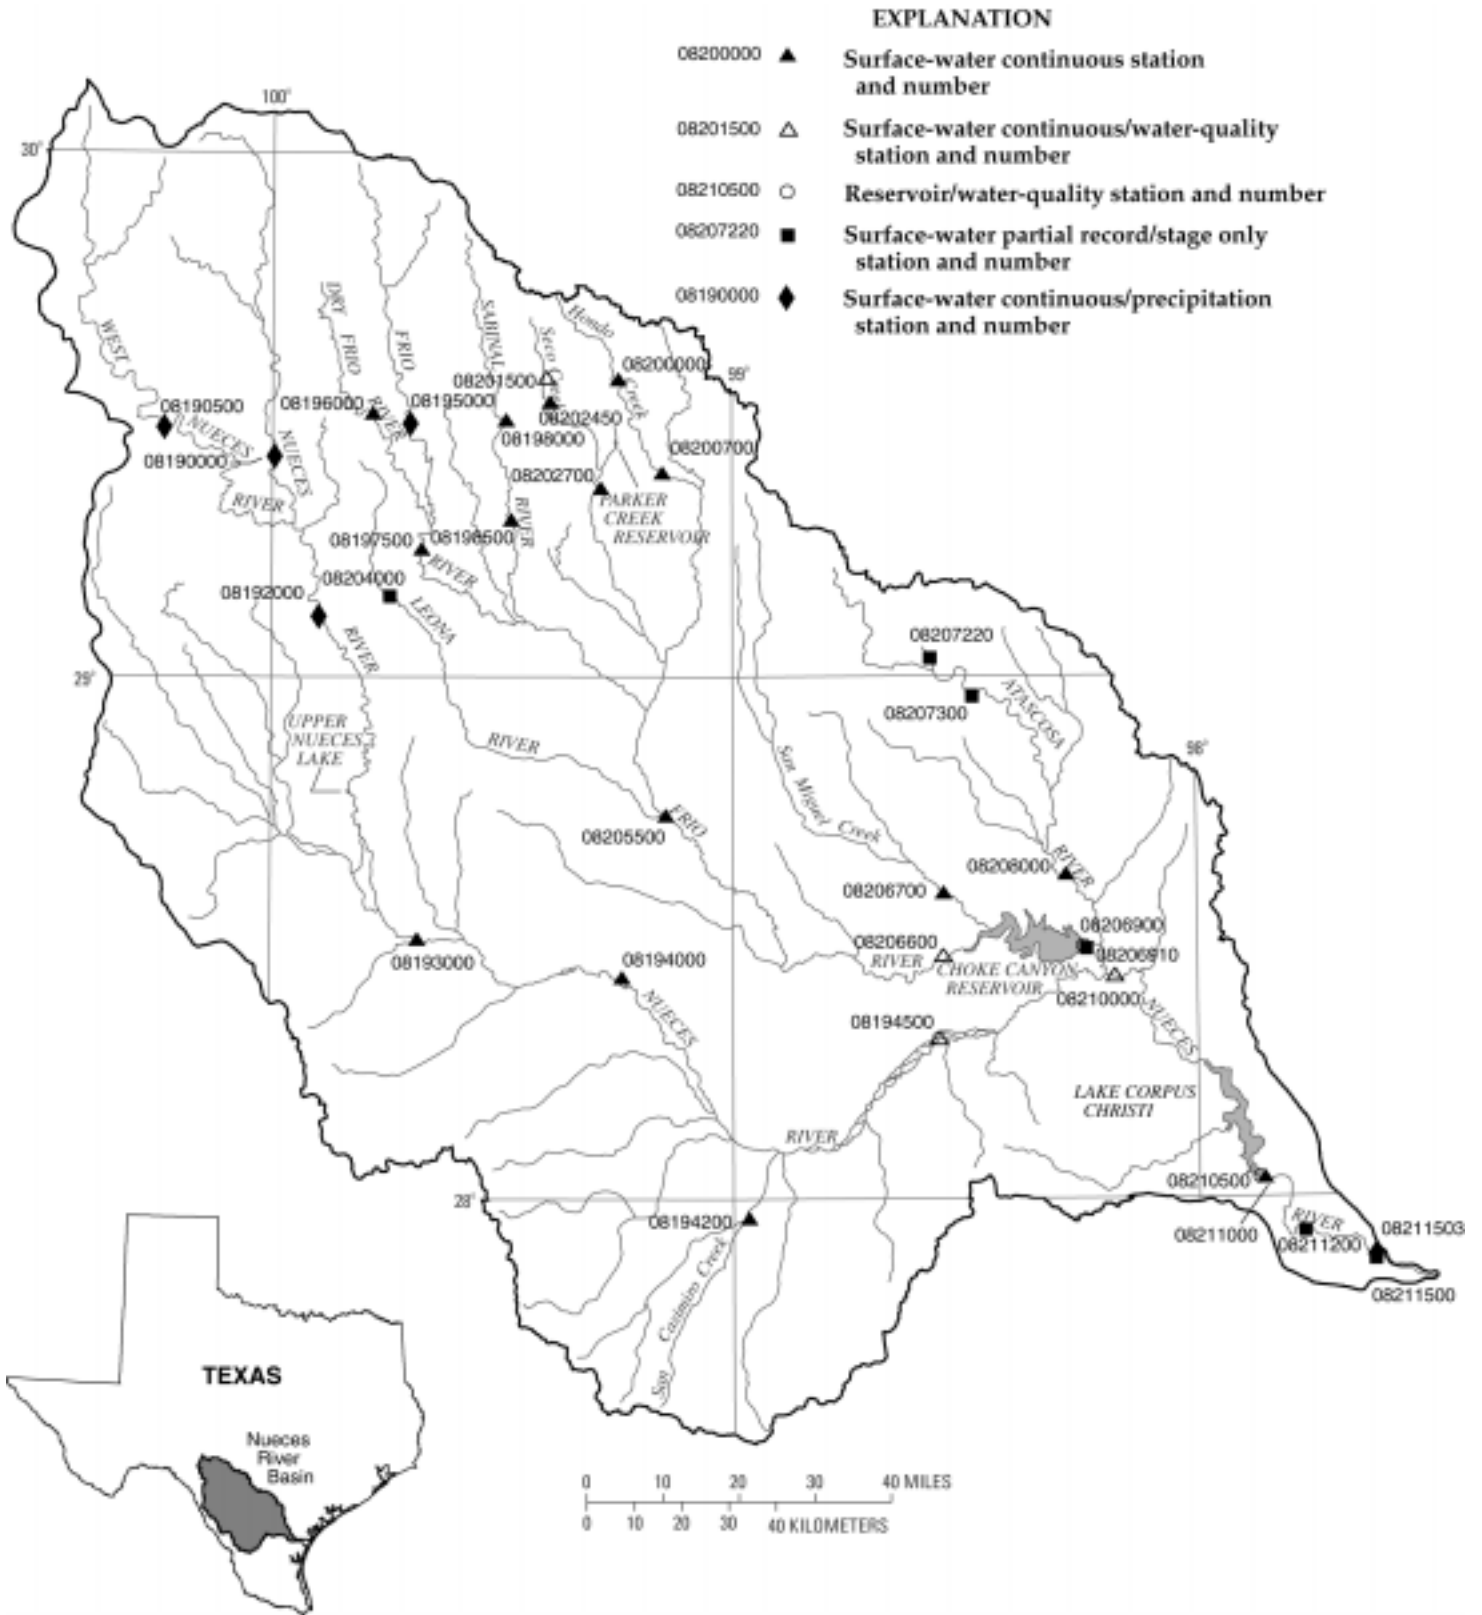 EXPLANATION
08200000
Surface-water continuous station
and number
08201500
Surface-water continuous/water-quality
station and number
08210500
Reservoir/water-quality station and number
08207220
Surface-water partial record/stage only
station and number
08190000
Surface-water continuous/precipitation
station and number
100°
30°
99°
29°
98°
28°
WEST
NUECES
RIVER
DRY
FRIO
RIVER
FRIO
SABINAL
RIVER
Seco Creek
Hondo
Creek
08200000
08201500
08190500
08196000
08195000
08202450
08198000
08190000
NUECES
08200700
08202700
PARKER
CREEK
RESERVOIR
08197500
08198500
RIVER
08204000
08192000
LEONA
RIVER
08207220
08207300
ATASCOSA
UPPER
NUECES
LAKE
RIVER
San Miguel
Creek
FRIO
08205500
08208000
RIVER
08206700
08206900
08206600
RIVER
08206910
CHOKE CANYON
RESERVOIR
08193000
08194000
NUECES
08210000
NUECES
08194500
LAKE CORPUS
CHRISTI
RIVER
08210500
08194200
San
Casimiro Creek
RIVER
08211000
08211200
08211503
08211500
TEXAS
Nueces
River
Basin
0 10 20 30 40 MILES
0 10 20 30 40 KILOMETERS